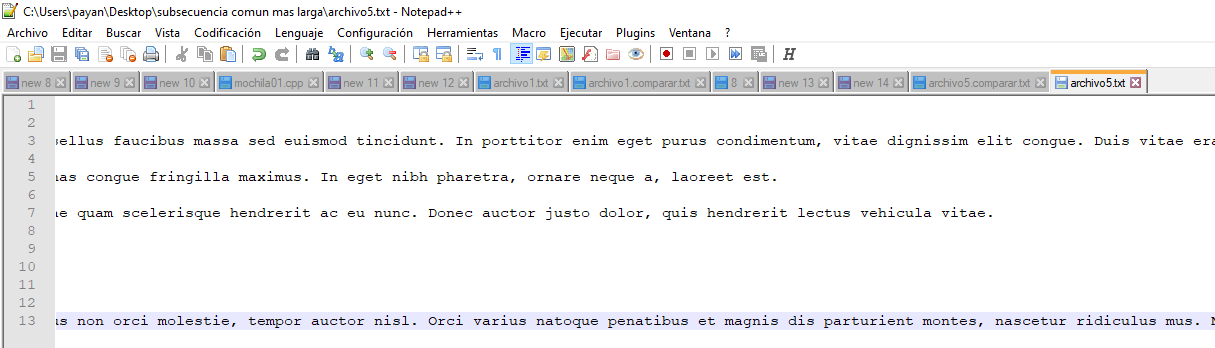 C:\Users\payan\Desktop\subsecuencia comun mas larga\archivo5.txt - Notepad++
Archivo Editar Buscar Vista Codificación Lenguaje Configuración Herramientas Macro Ejecutar Plugins Ventana ?
new 8 new 9 new 10 mochila01.cpp new 11 new 12 archivo1.txt archivo1.comparar.txt 8 new 13 new 14 archivo5.comparar.txt archivo5.txt
1
2
3 sellus faucibus massa sed euismod tincidunt. In porttitor enim eget purus condimentum, vitae dignissim elit congue. Duis vitae era
4
5 nas congue fringilla maximus. In eget nibh pharetra, ornare neque a, laoreet est.
6
7 ae quam scelerisque hendrerit ac eu nunc. Donec auctor justo dolor, quis hendrerit lectus vehicula vitae.
8
9
10
11
12
13 us non orci molestie, tempor auctor nisl. Orci varius natoque penatibus et magnis dis parturient montes, nascetur ridiculus mus. N